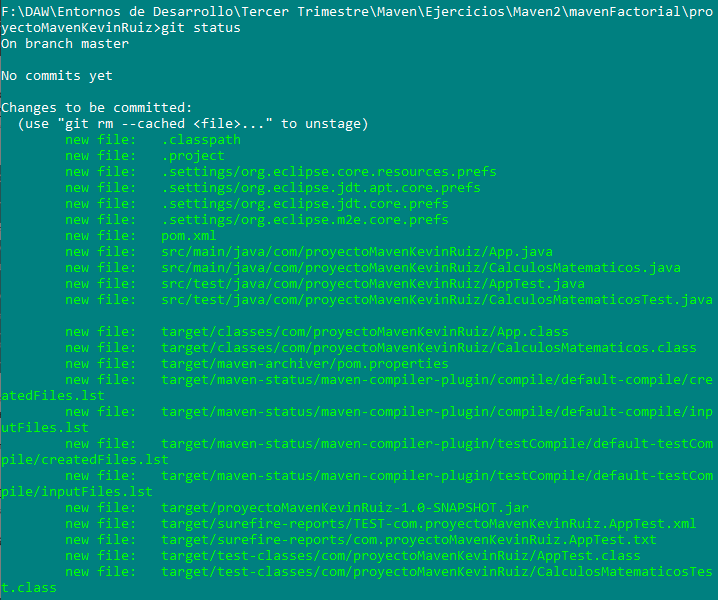 F:\DAW\Entornos de Desarrollo\Tercer Trimestre\Maven\Ejercicios\Maven2\mavenFactorial\pro
yectoMavenKevinRuiz>git status
On branch master
No commits yet
Changes to be committed:
  (use "git rm --cached <file>..." to unstage)
        new file:   .classpath
        new file:   .project
        new file:   .settings/org.eclipse.core.resources.prefs
        new file:   .settings/org.eclipse.jdt.apt.core.prefs
        new file:   .settings/org.eclipse.jdt.core.prefs
        new file:   .settings/org.eclipse.m2e.core.prefs
        new file:   pom.xml
        new file:   src/main/java/com/proyectoMavenKevinRuiz/App.java
        new file:   src/main/java/com/proyectoMavenKevinRuiz/CalculosMatematicos.java
        new file:   src/test/java/com/proyectoMavenKevinRuiz/AppTest.java
        new file:   src/test/java/com/proyectoMavenKevinRuiz/CalculosMatematicosTest.java
        new file:   target/classes/com/proyectoMavenKevinRuiz/App.class
        new file:   target/classes/com/proyectoMavenKevinRuiz/CalculosMatematicos.class
        new file:   target/maven-archiver/pom.properties
        new file:   target/maven-status/maven-compiler-plugin/compile/default-compile/cre
atedFiles.lst
        new file:   target/maven-status/maven-compiler-plugin/compile/default-compile/inp
utFiles.lst
        new file:   target/maven-status/maven-compiler-plugin/testCompile/default-testCom
pile/createdFiles.lst
        new file:   target/maven-status/maven-compiler-plugin/testCompile/default-testCom
pile/inputFiles.lst
        new file:   target/proyectoMavenKevinRuiz-1.0-SNAPSHOT.jar
        new file:   target/surefire-reports/TEST-com.proyectoMavenKevinRuiz.AppTest.xml
        new file:   target/surefire-reports/com.proyectoMavenKevinRuiz.AppTest.txt
        new file:   target/test-classes/com/proyectoMavenKevinRuiz/AppTest.class
        new file:   target/test-classes/com/proyectoMavenKevinRuiz/CalculosMatematicosTes
t.class